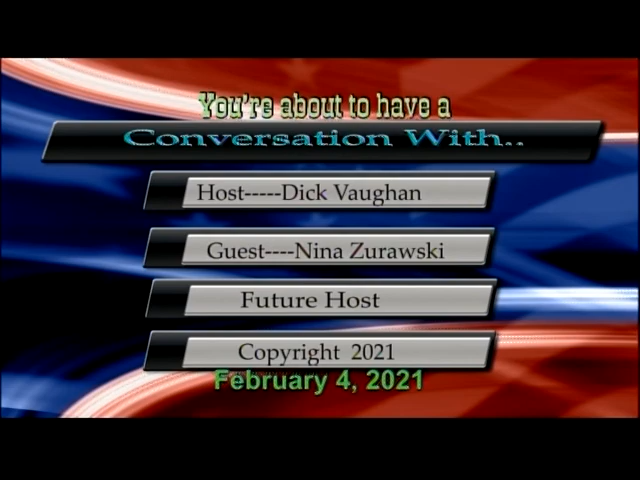 You're about to have a
Conversation With..
Host-----Dick Vaughan
Guest----Nina Zurawski
Future Host
Copyright 2021
February 4, 2021